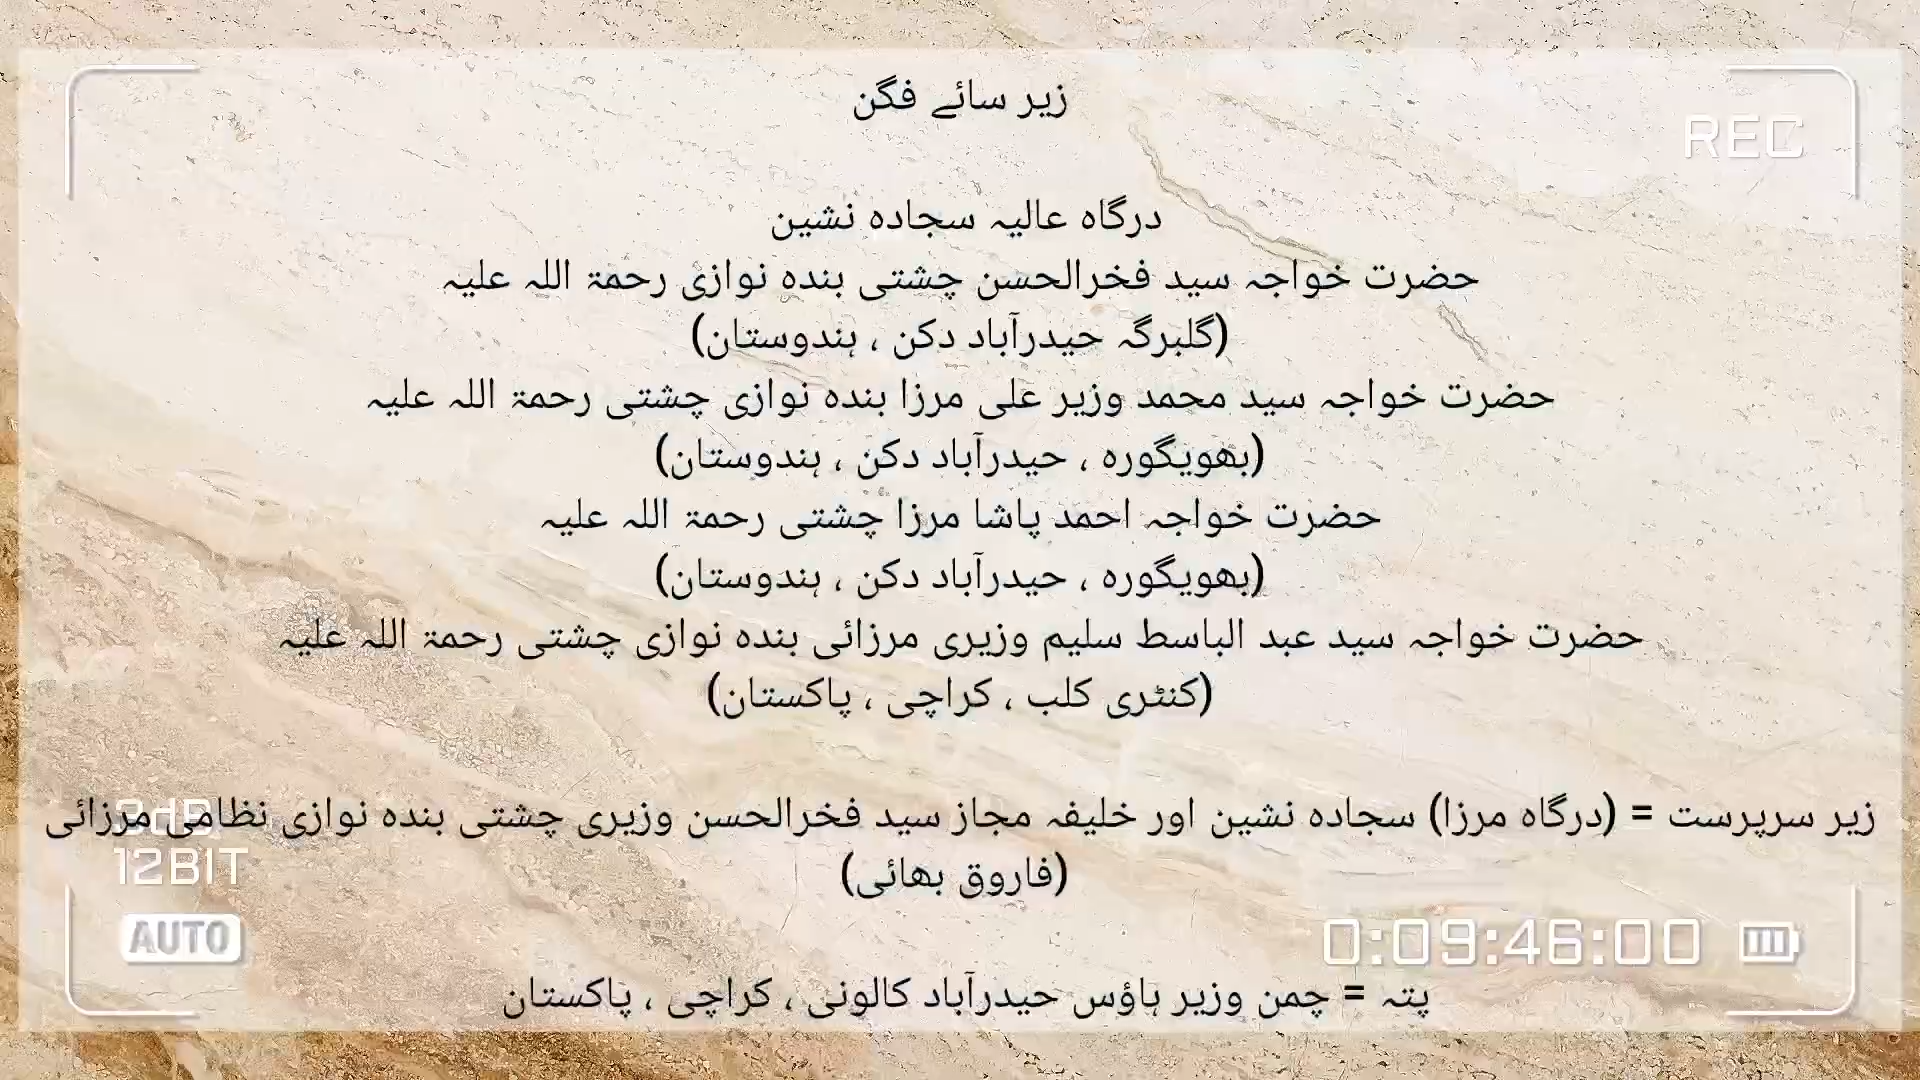 زیر سائے فگن
REC
درگاہ عالیہ سجادہ نشین
حضرت خواجہ سید فخرالحسن چشتی بندہ نوازی رحمۃ اللہ علیہ
(گلبرگہ حیدرآباد دکن ، ہندوستان)
حضرت خواجہ سید محمد وزیر علی مرزا بندہ نوازی چشتی رحمۃ اللہ علیہ
(بھویگورہ ، حیدرآباد دکن ، ہندوستان)
حضرت خواجہ احمد پاشا مرزا چشتی رحمۃ اللہ علیہ
(بھویگورہ ، حیدرآباد دکن ، ہندوستان)
حضرت خواجہ سید عبد الباسط سلیم وزیری مرزائی بندہ نوازی چشتی رحمۃ اللہ علیہ
(کنٹری کلب ، کراچی ، پاکستان)
زیر سرپرست = (درگاہ مرزا) سجادہ نشین اور خلیفہ مجاز سید فخرالحسن وزیری چشتی بندہ نوازی نظامی مرزائی
(فاروق بھائی)
12BIT
AUTO
0:09:46:00
پتہ = چمن وزیر ہاؤس حیدرآباد کالونی ، کراچی ، پاکستان